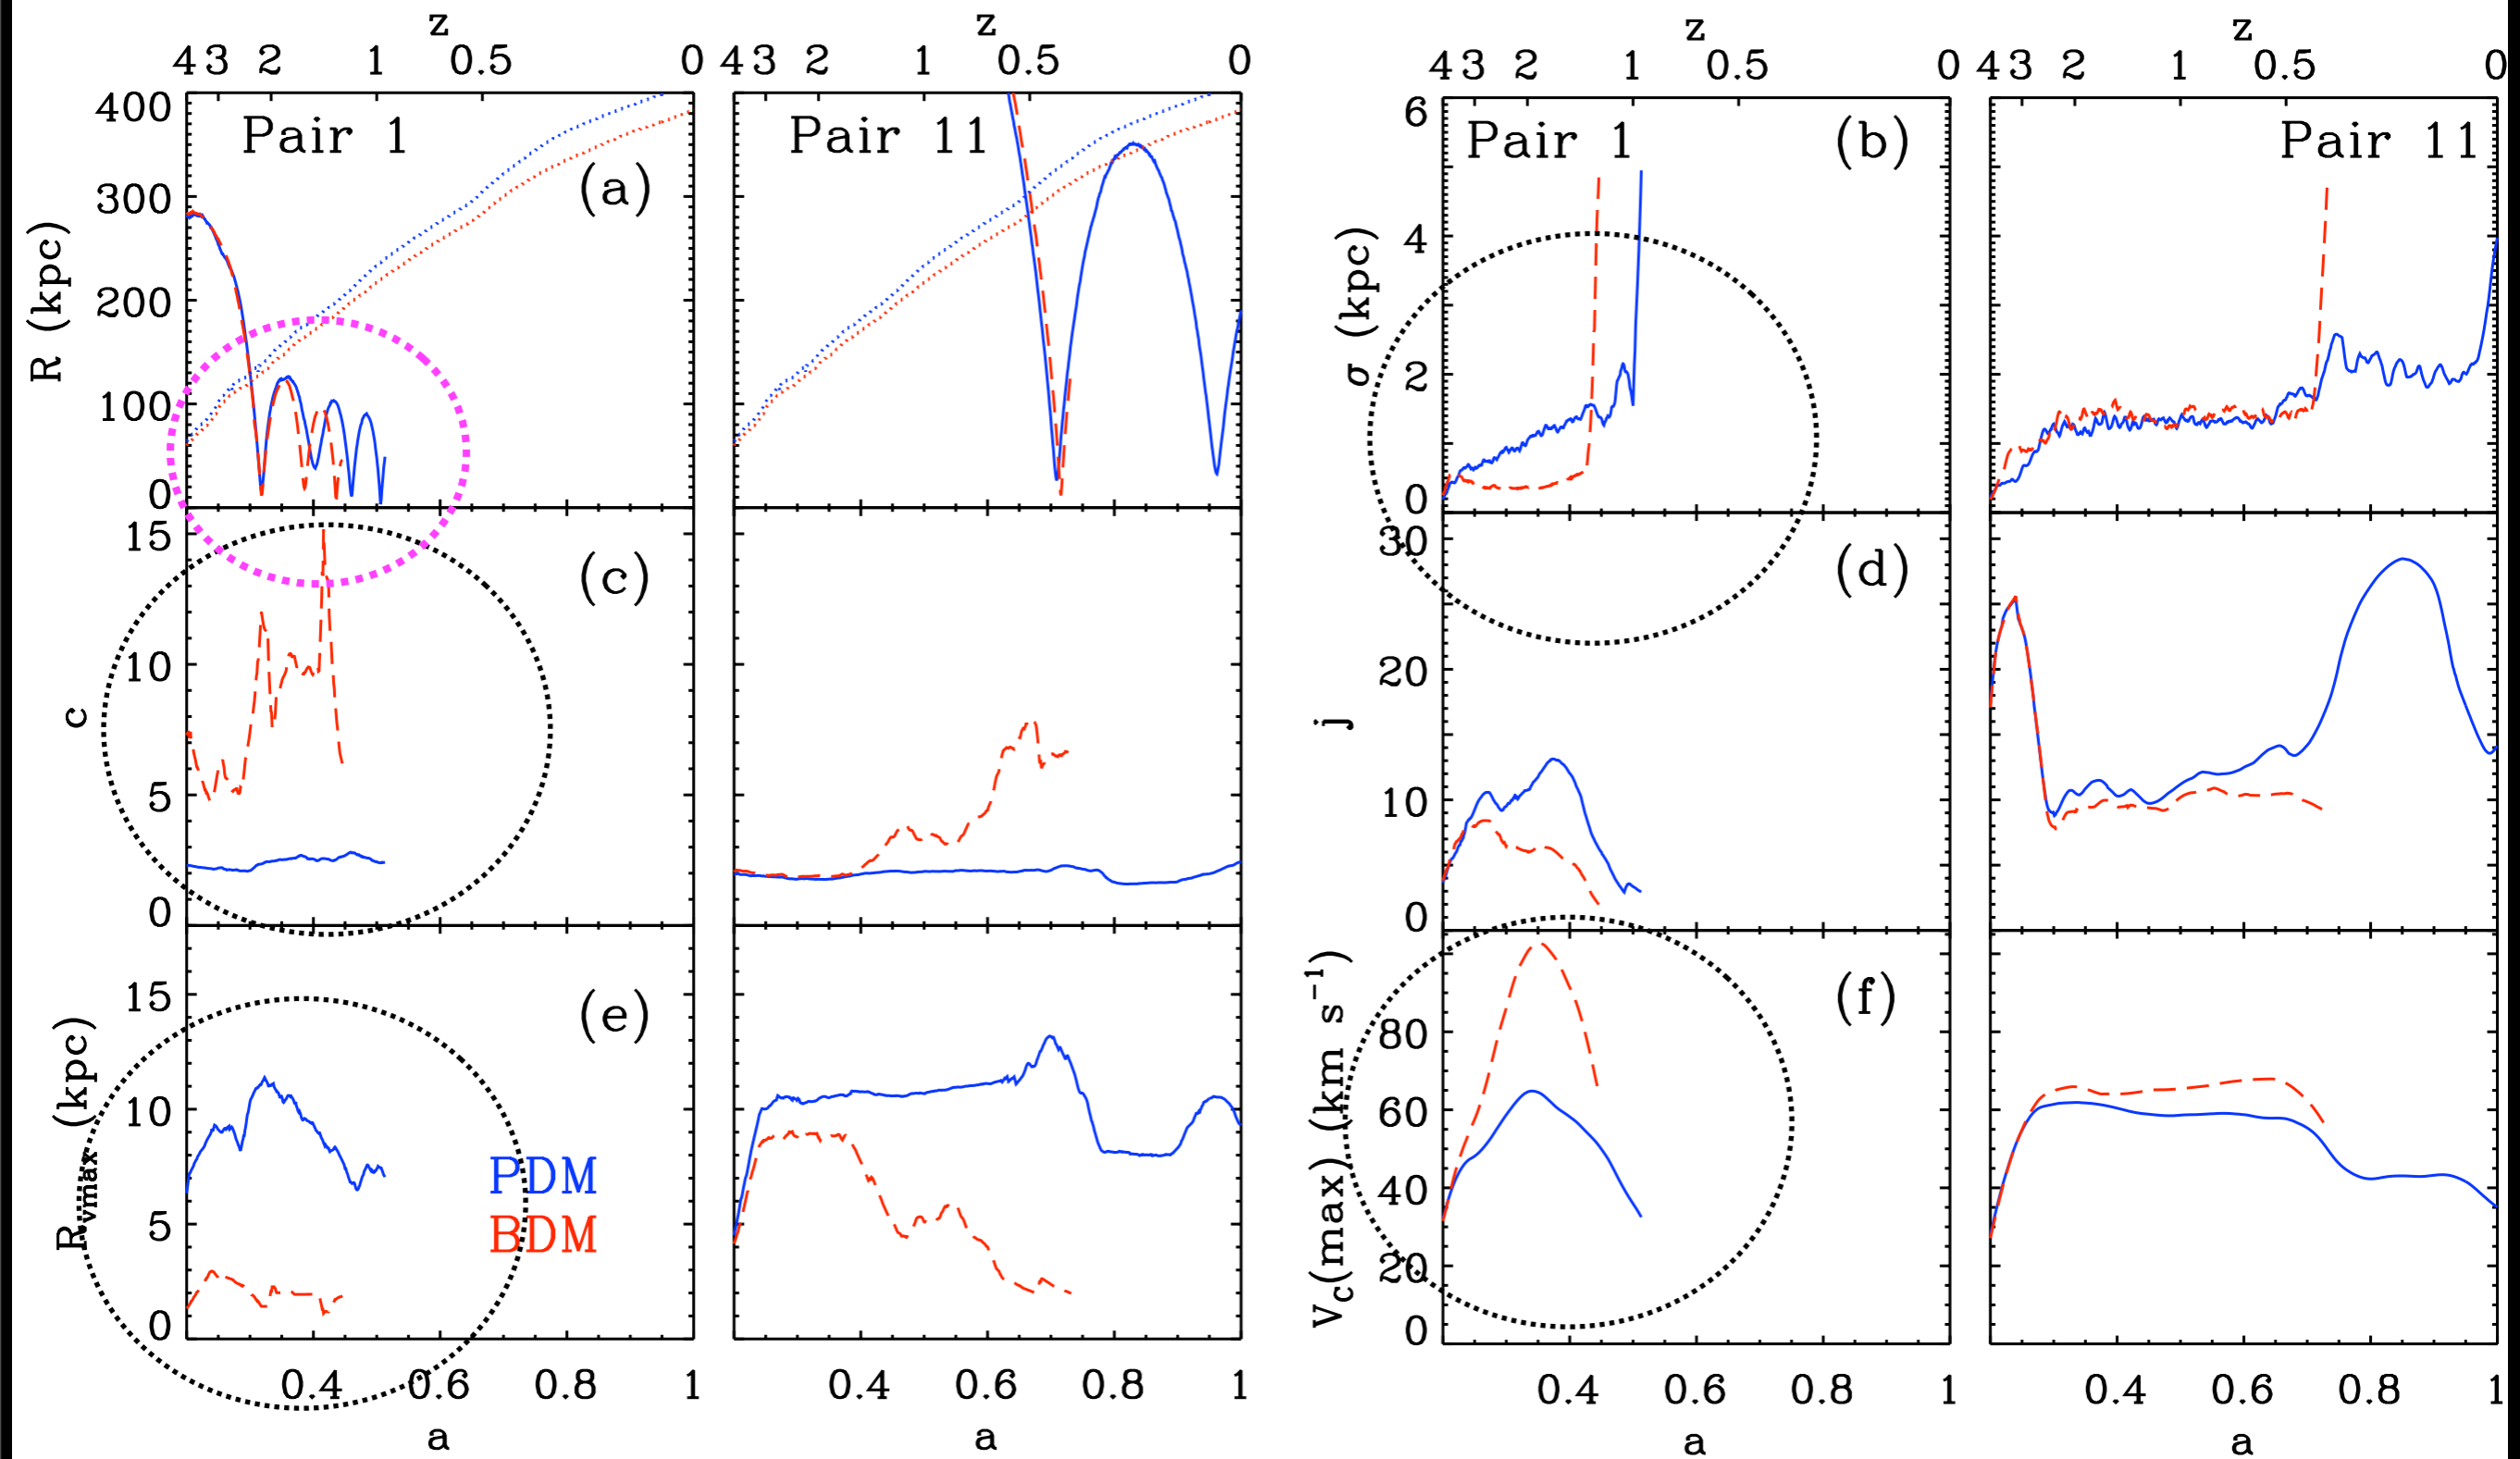 z z z z
4 3 2 1 0.5 0 4 3 2 1 0.5 0 4 3 2 1 0.5 0 4 3 2 1 0.5 0
Pair 1 (a) Pair 11 Pair 1 (b) Pair 11
R (kpc)
400
300
200
100
0
σ (kpc)
6
4
2
0
(c) (d)
c
15
10
5
0
j
30
20
10
0
(e) (f)
Rvmax (kpc)
15
10
5
0
PDM
BDM
Vc(max) (km s⁻¹)
80
60
40
20
0
0.4 0.6 0.8 1 0.4 0.6 0.8 1 0.4 0.6 0.8 1 0.4 0.6 0.8 1
a a a a